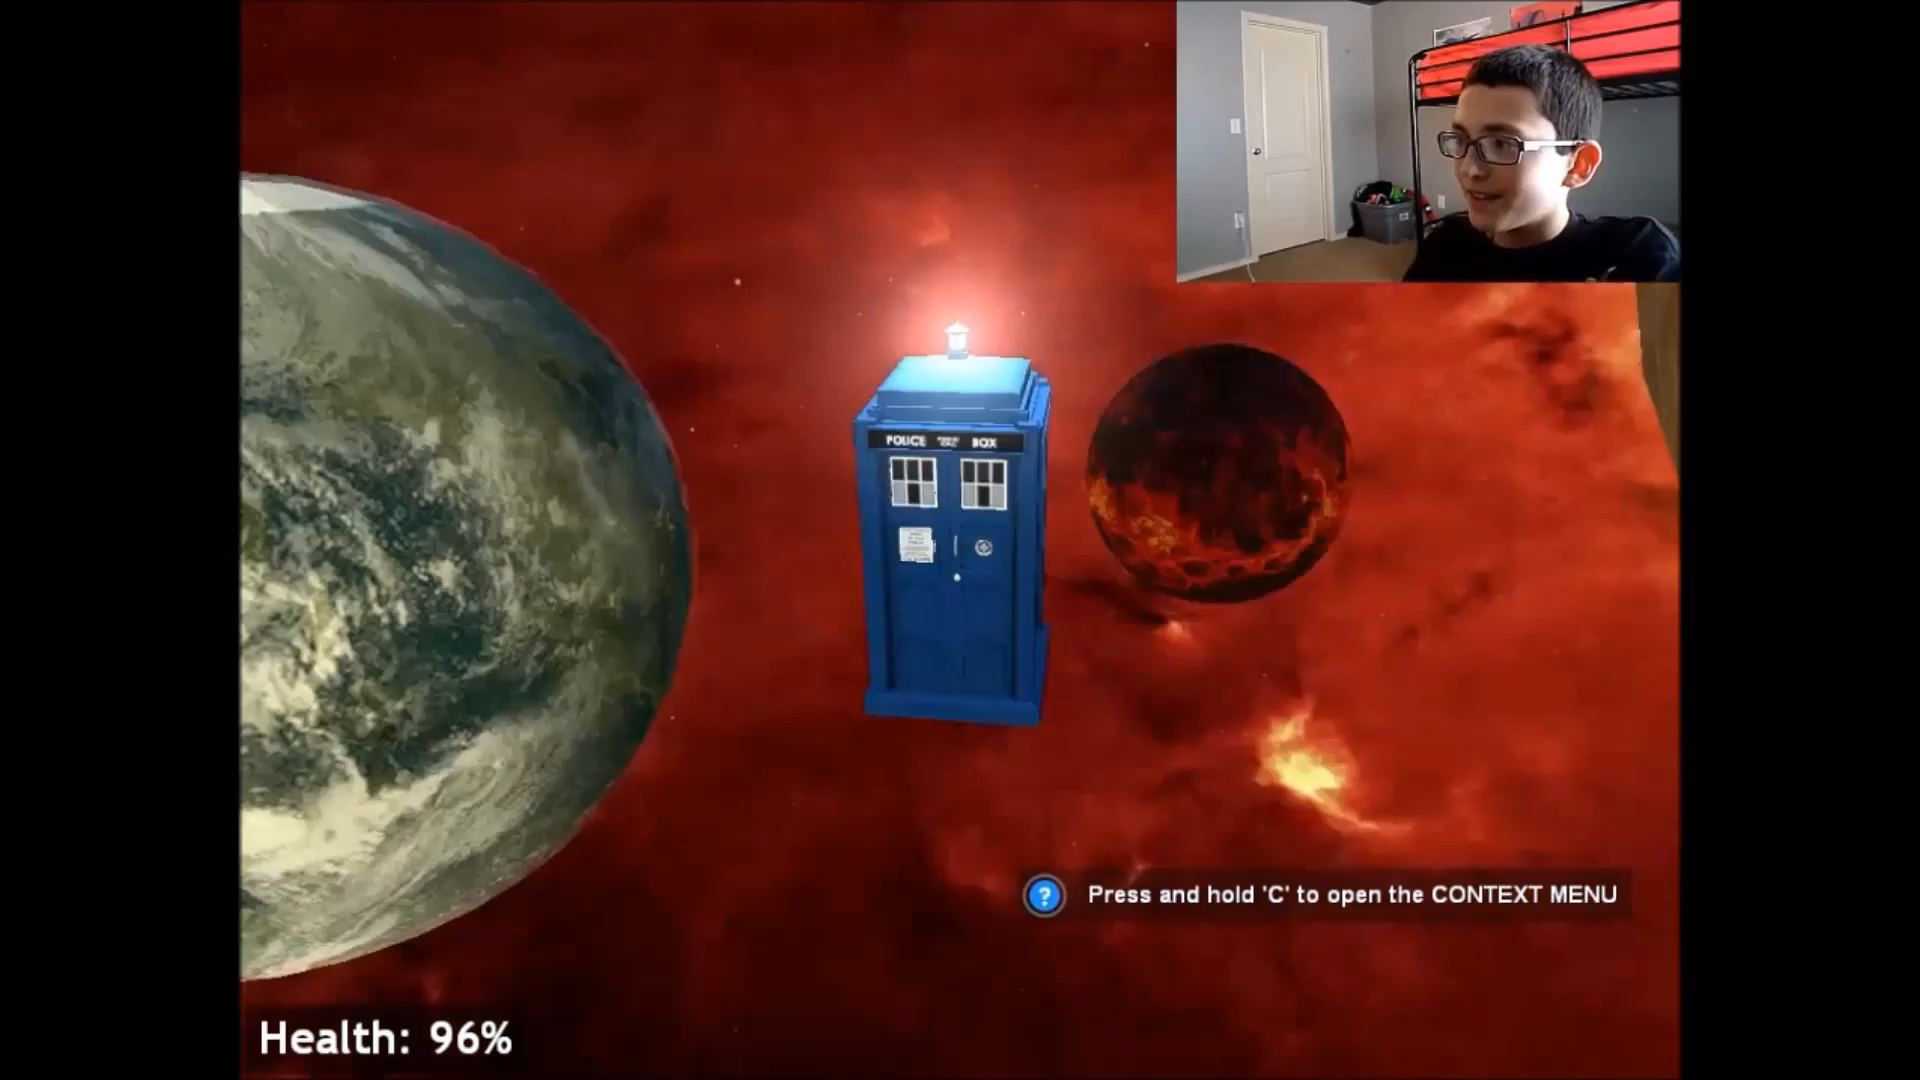 POLICE BOX
Press and hold 'C' to open the CONTEXT MENU
Health: 96%